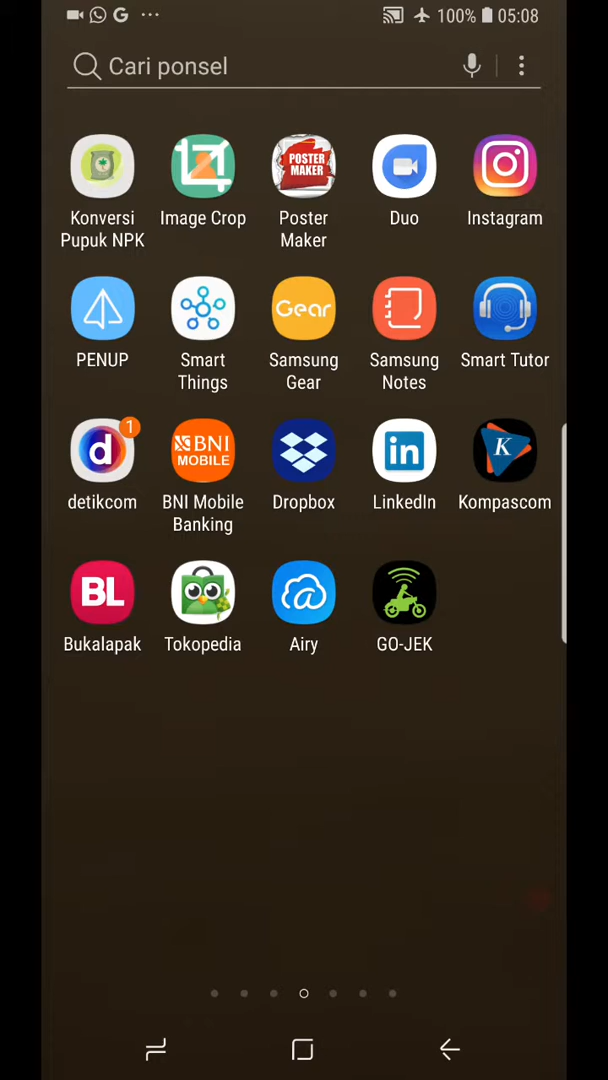 100% 05:08
Cari ponsel
POSTER
MAKER
Konversi
Pupuk NPK
Image Crop
Poster
Maker
Duo
Instagram
Gear
PENUP
Smart
Things
Samsung
Gear
Samsung
Notes
Smart Tutor
1
d
BNI
MOBILE
in
K
detikcom
BNI Mobile
Banking
Dropbox
LinkedIn
Kompascom
BL
Bukalapak
Tokopedia
Airy
GO-JEK